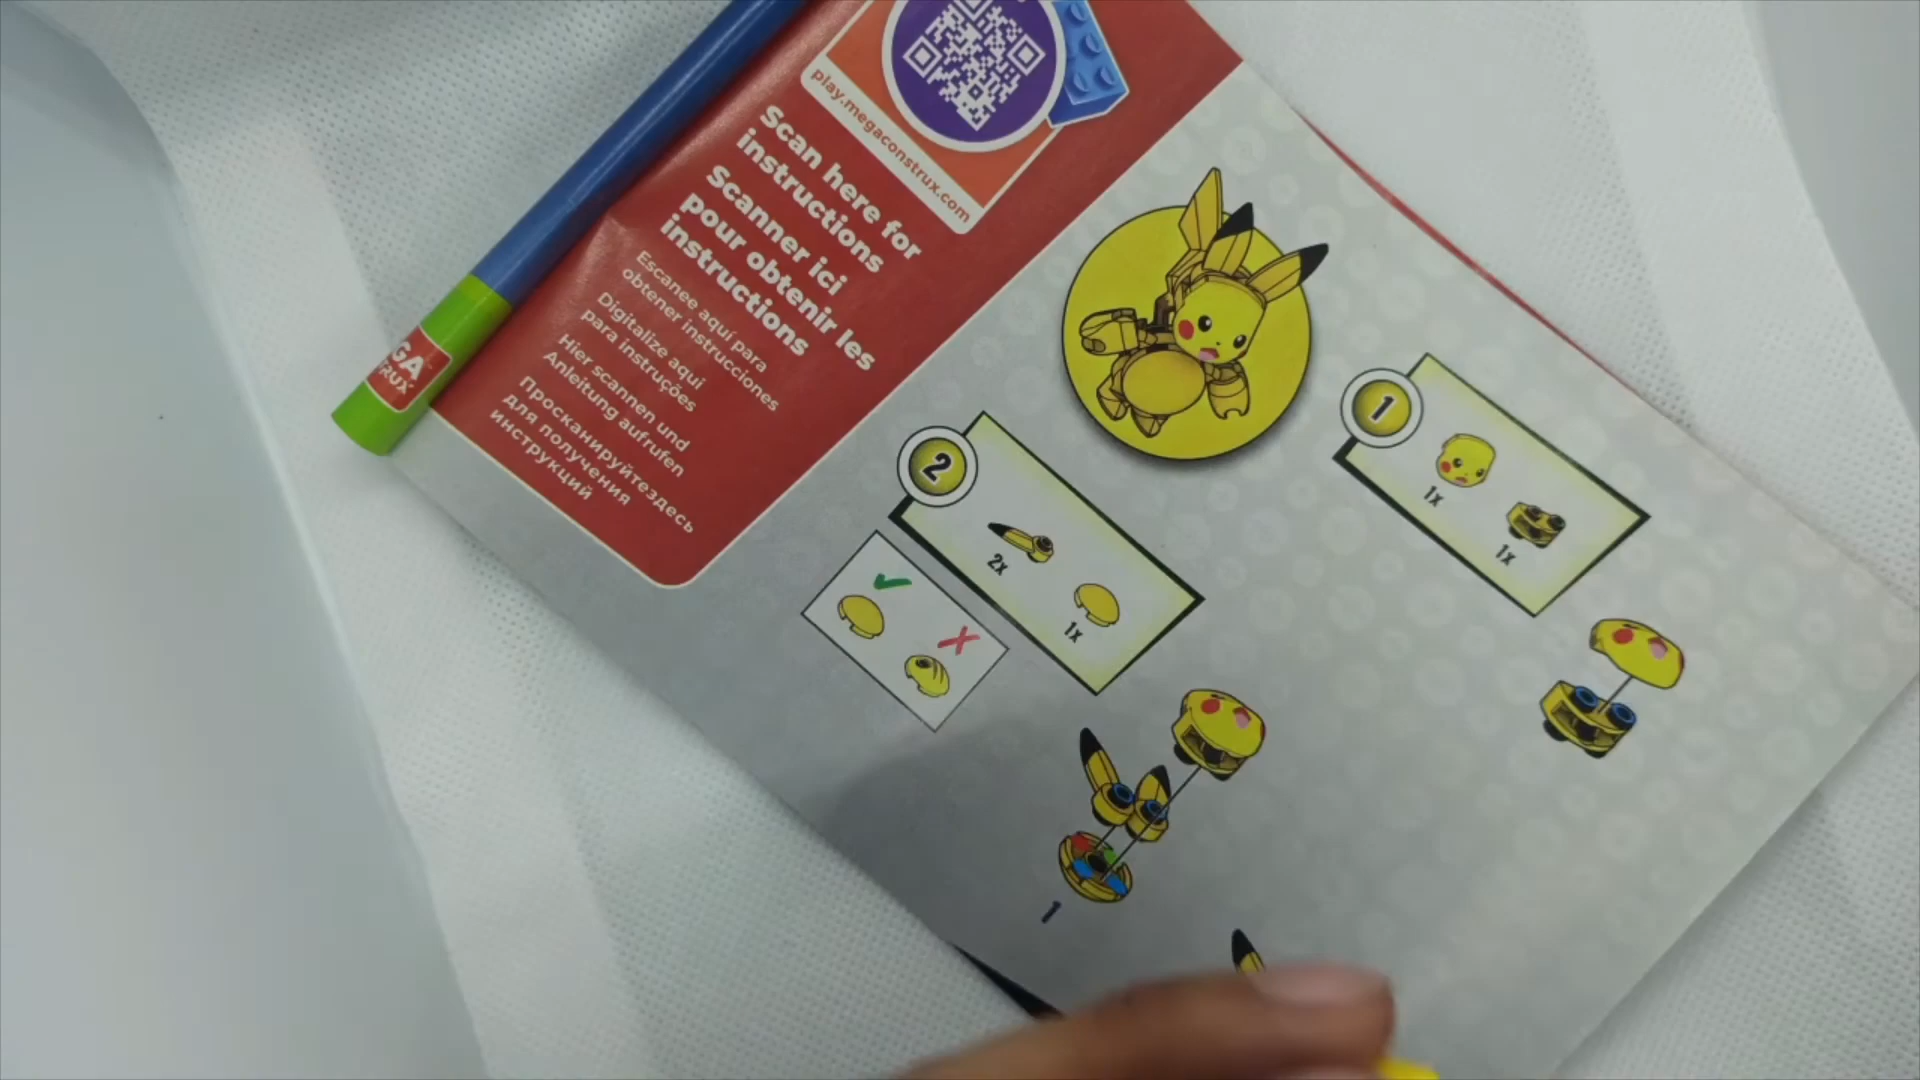 play.megaconstrux.com
Scan here for
instructions
Scanner ici
pour obtenir les
instructions
Escanee aquí para
obtener instrucciones
Digitalize aqui
para instruções
Hier scannen und
Anleitung aufrufen
Просканируйтездесь
для получения
инструкций
1
1x
1x
2
2x
1x
1